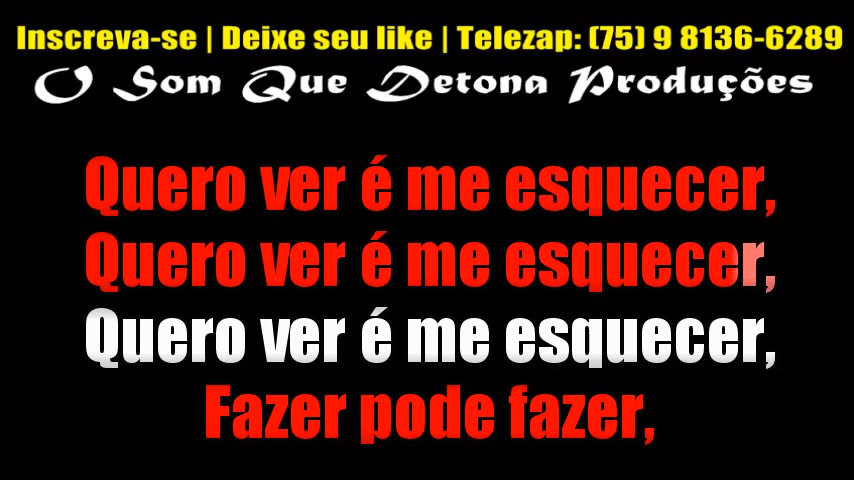 Inscreva-se | Deixe seu like | Telezap: (75) 9 8136-6289
O Som Que Detona Produções
Quero ver é me esquecer,
Quero ver é me esquecer,
Quero ver é me esquecer,
Fazer pode fazer,